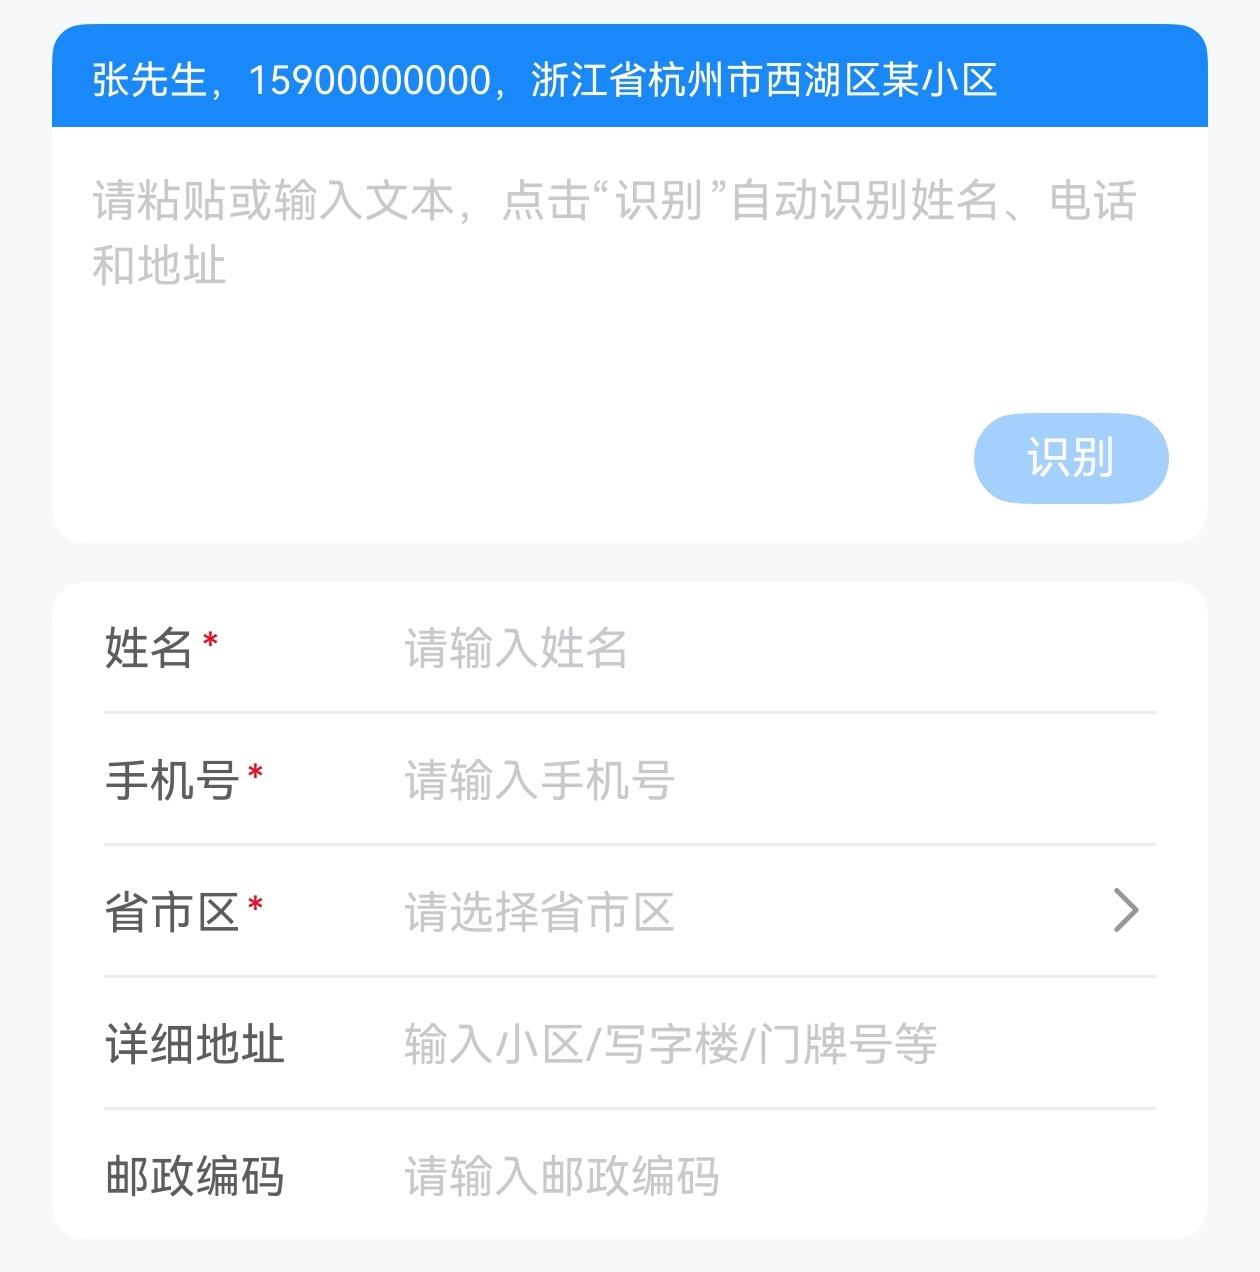 张先生，15900000000，浙江省杭州市西湖区某小区
请粘贴或输入文本，点击“识别”自动识别姓名、电话
和地址
识别
姓名* 请输入姓名
手机号* 请输入手机号
省市区* 请选择省市区
详细地址 输入小区/写字楼/门牌号等
邮政编码 请输入邮政编码